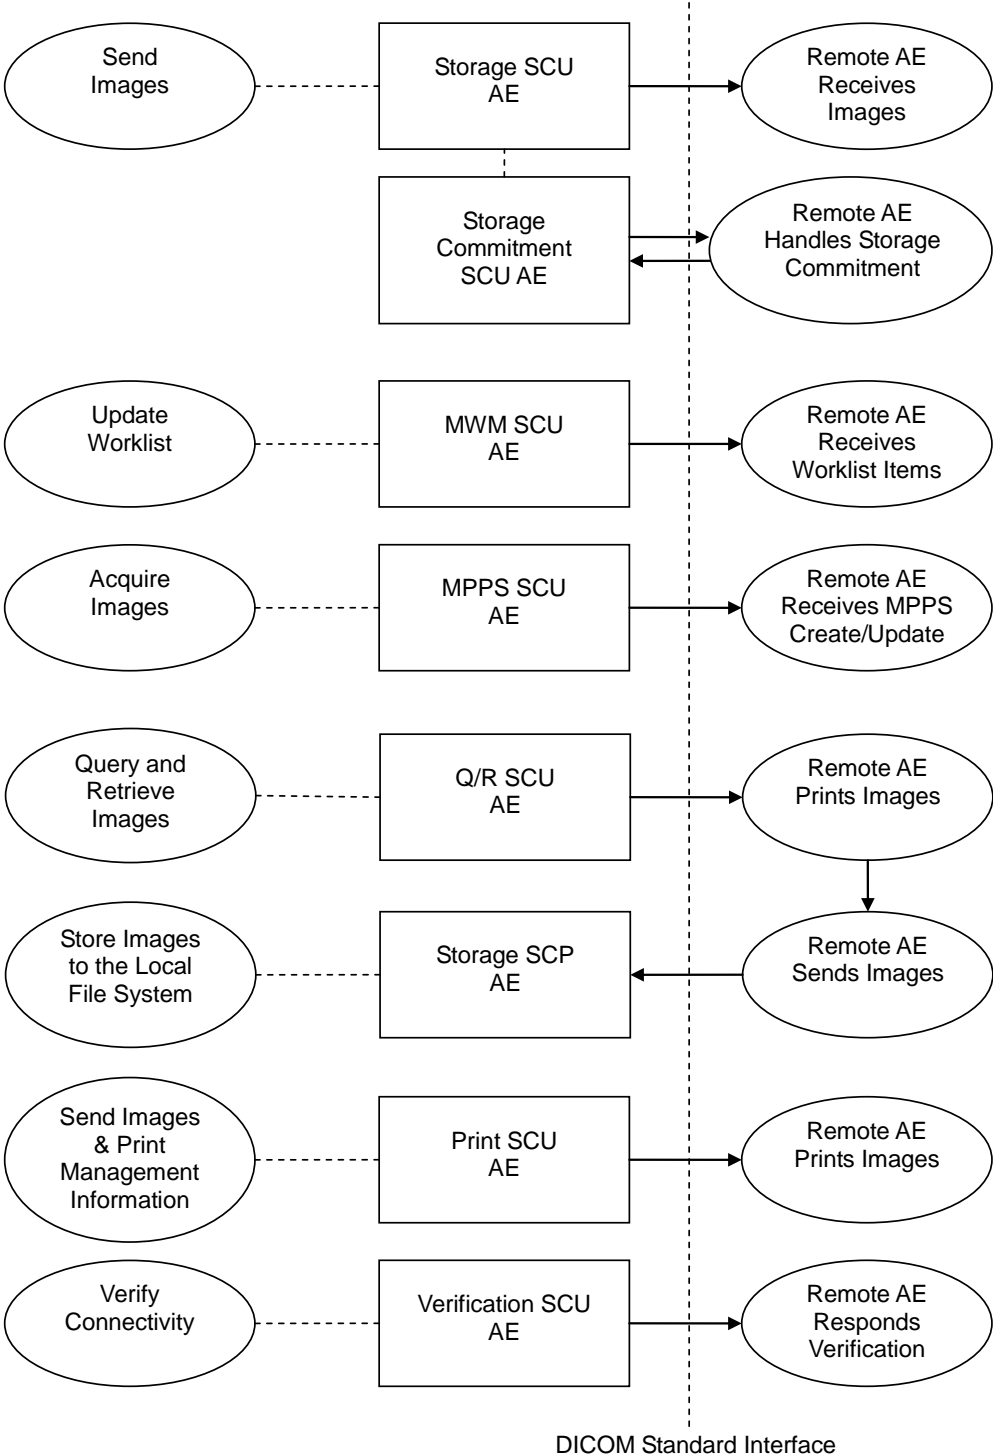 Send
Images
Storage SCU
AE
Remote AE
Receives
Images
Storage
Commitment
SCU AE
Remote AE
Handles Storage
Commitment
Update
Worklist
MWM SCU
AE
Remote AE
Receives
Worklist Items
Acquire
Images
MPPS SCU
AE
Remote AE
Receives MPPS
Create/Update
Query and
Retrieve
Images
Q/R SCU
AE
Remote AE
Prints Images
Store Images
to the Local
File System
Storage SCP
AE
Remote AE
Sends Images
Send Images
& Print
Management
Information
Print SCU
AE
Remote AE
Prints Images
Verify
Connectivity
Verification SCU
AE
Remote AE
Responds
Verification
DICOM Standard Interface